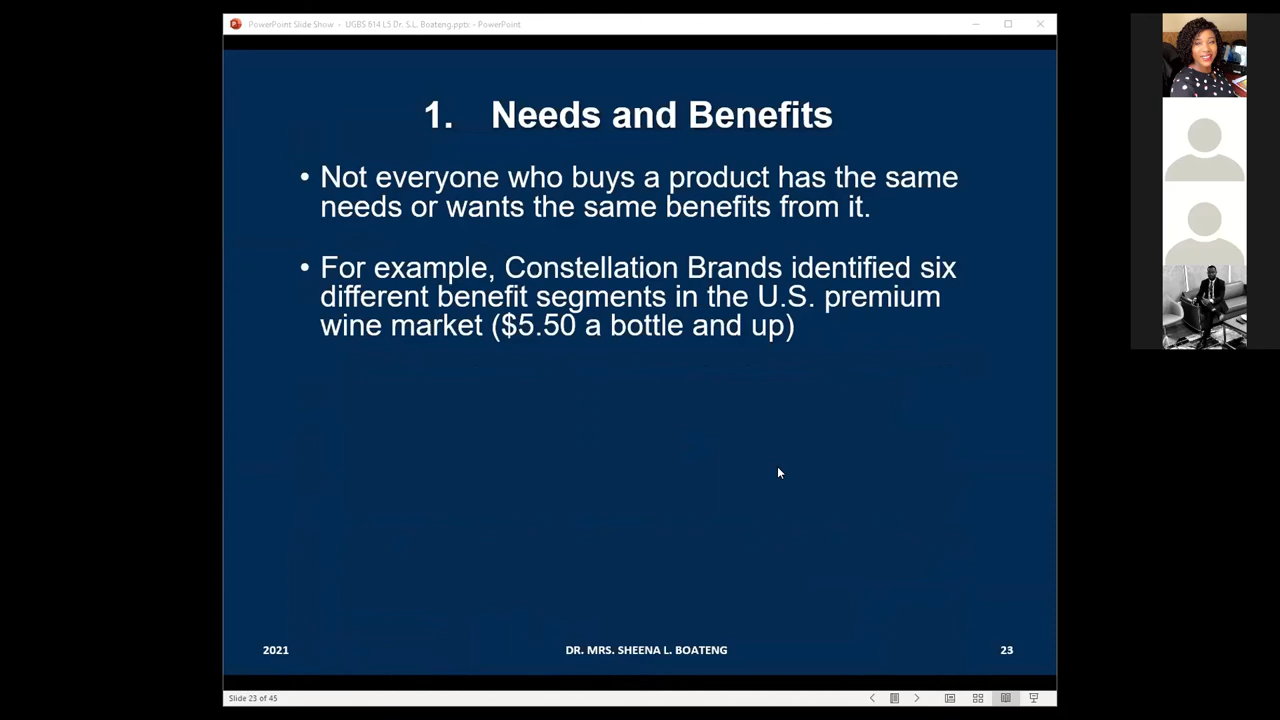 PowerPoint Slide Show - UGBS 614 L5 Dr. S.L. Boateng.pptx - PowerPoint
1. Needs and Benefits
• Not everyone who buys a product has the same
needs or wants the same benefits from it.
• For example, Constellation Brands identified six
different benefit segments in the U.S. premium
wine market ($5.50 a bottle and up)
2021
DR. MRS. SHEENA L. BOATENG
23
Slide 23 of 45